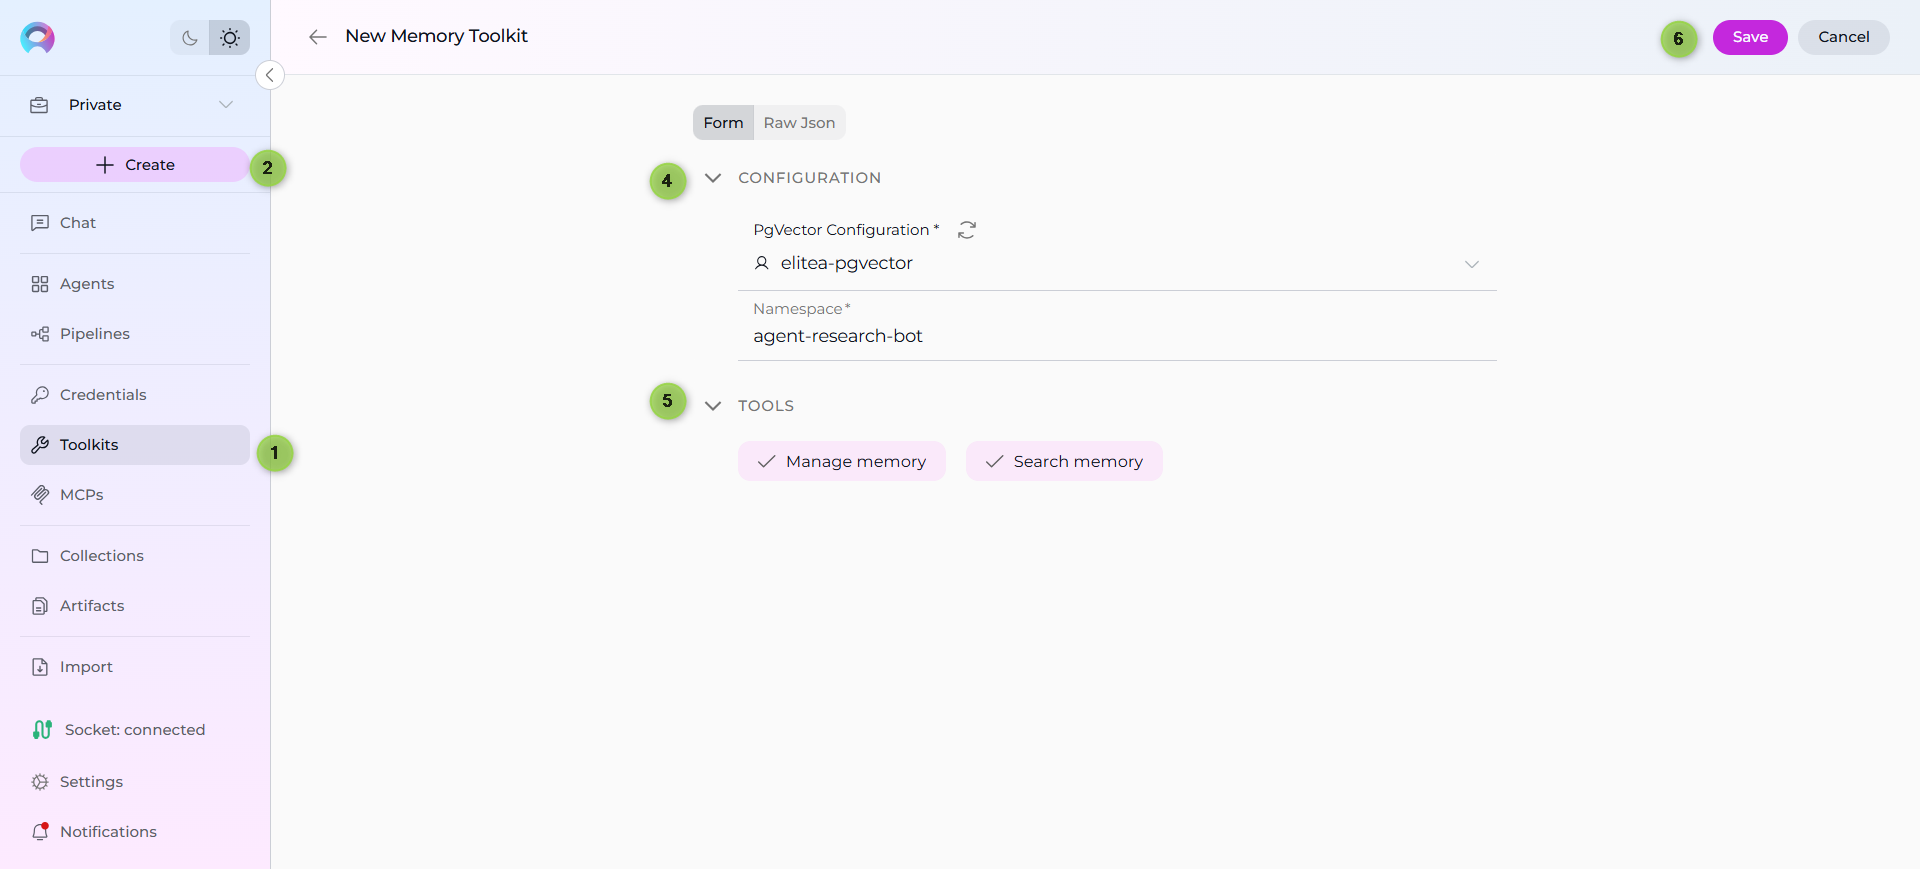 New Memory Toolkit
6
Save
Cancel
Private
Create
2
Chat
Agents
Pipelines
Credentials
Toolkits
1
MCPs
Collections
Artifacts
Import
Socket: connected
Settings
Notifications
Form
Raw Json
4
CONFIGURATION
PgVector Configuration *
elitea-pgvector
Namespace *
agent-research-bot
5
TOOLS
Manage memory
Search memory